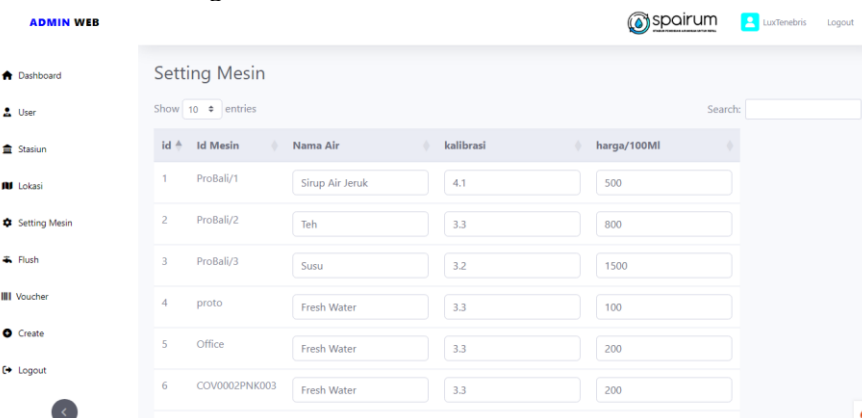 ADMIN WEB
spairum
LuxTenebris
Logout
Dashboard
User
Stasiun
Lokasi
Setting Mesin
Flush
Voucher
Create
Logout
Setting Mesin
Show 10 entries
Search:
id Id Mesin Nama Air kalibrasi harga/100Ml
1 ProBali/1 Sirup Air Jeruk 4.1 500
2 ProBali/2 Teh 3.3 800
3 ProBali/3 Susu 3.2 1500
4 proto Fresh Water 3.3 100
5 Office Fresh Water 3.3 200
6 COV0002PNK003 Fresh Water 3.3 200